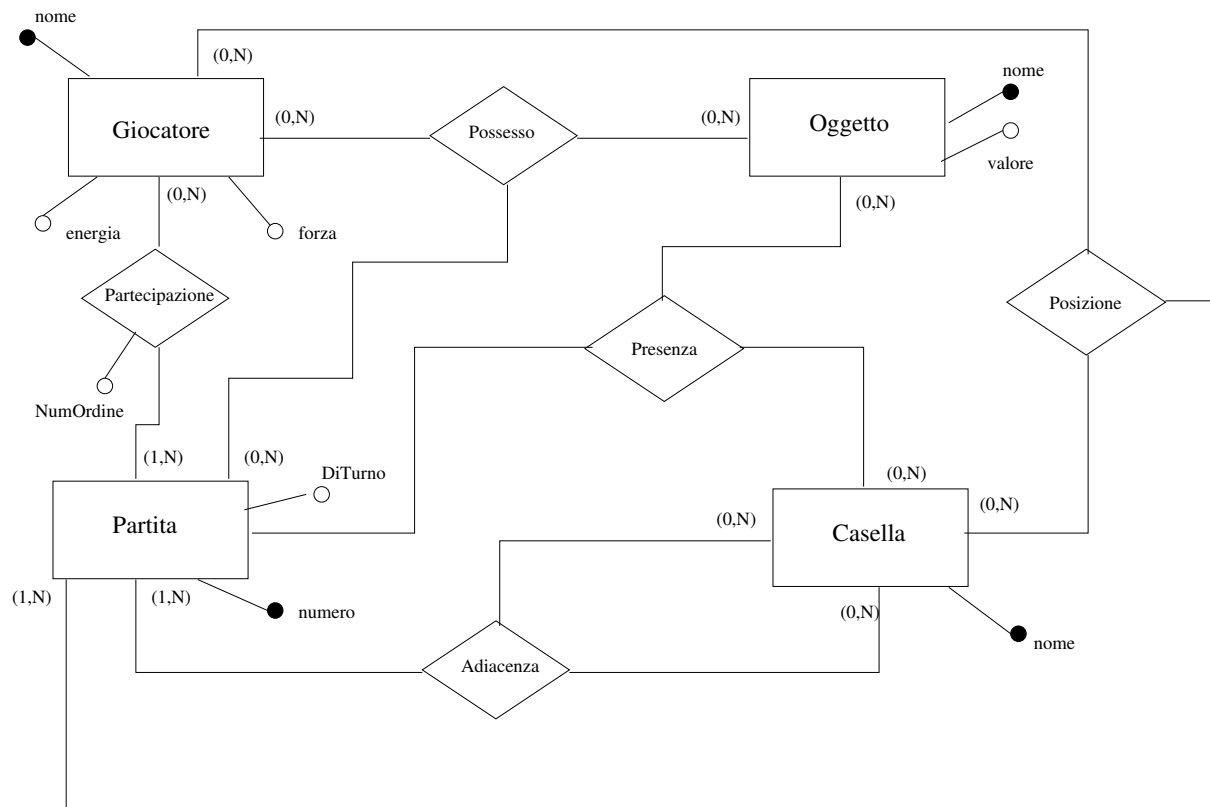 nome
(0,N)
nome
Giocatore
(0,N)
Possesso
(0,N)
Oggetto
valore
(0,N)
(0,N)
energia
forza
Partecipazione
Posizione
Presenza
NumOrdine
(1,N)
(0,N)
DiTurno
(0,N)
(0,N)
(0,N)
Partita
Casella
(1,N)
(1,N)
numero
(0,N)
nome
Adiacenza